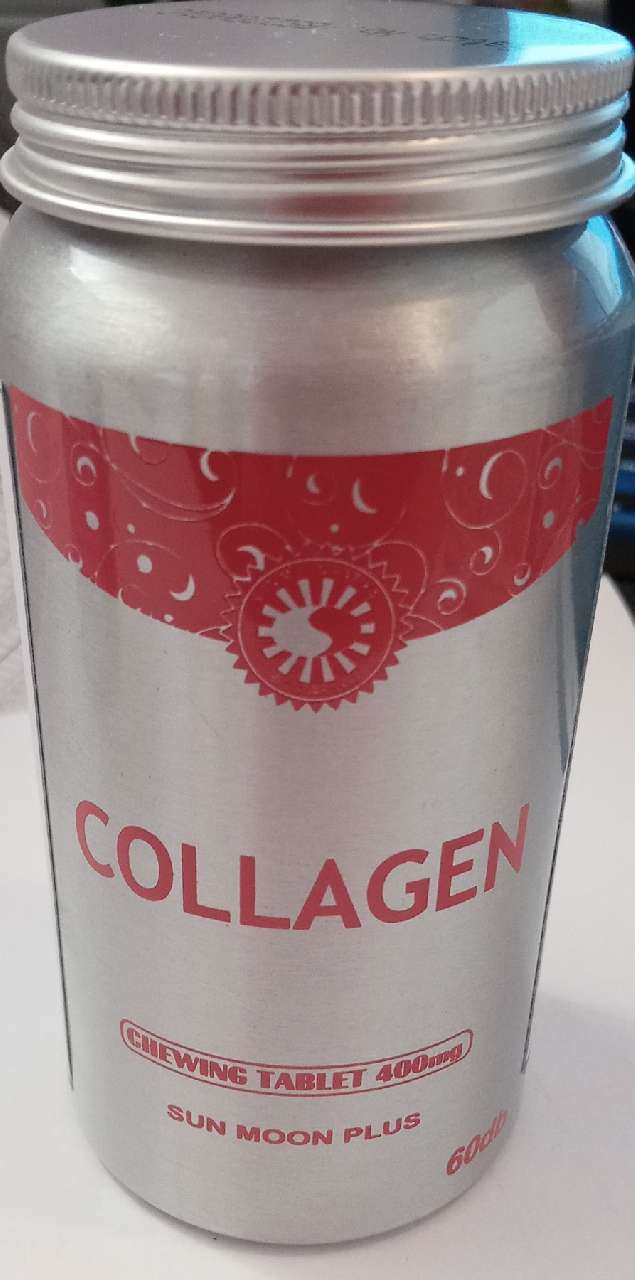 COLLAGEN
CHEWING TABLET 400mg
SUN MOON PLUS
60db